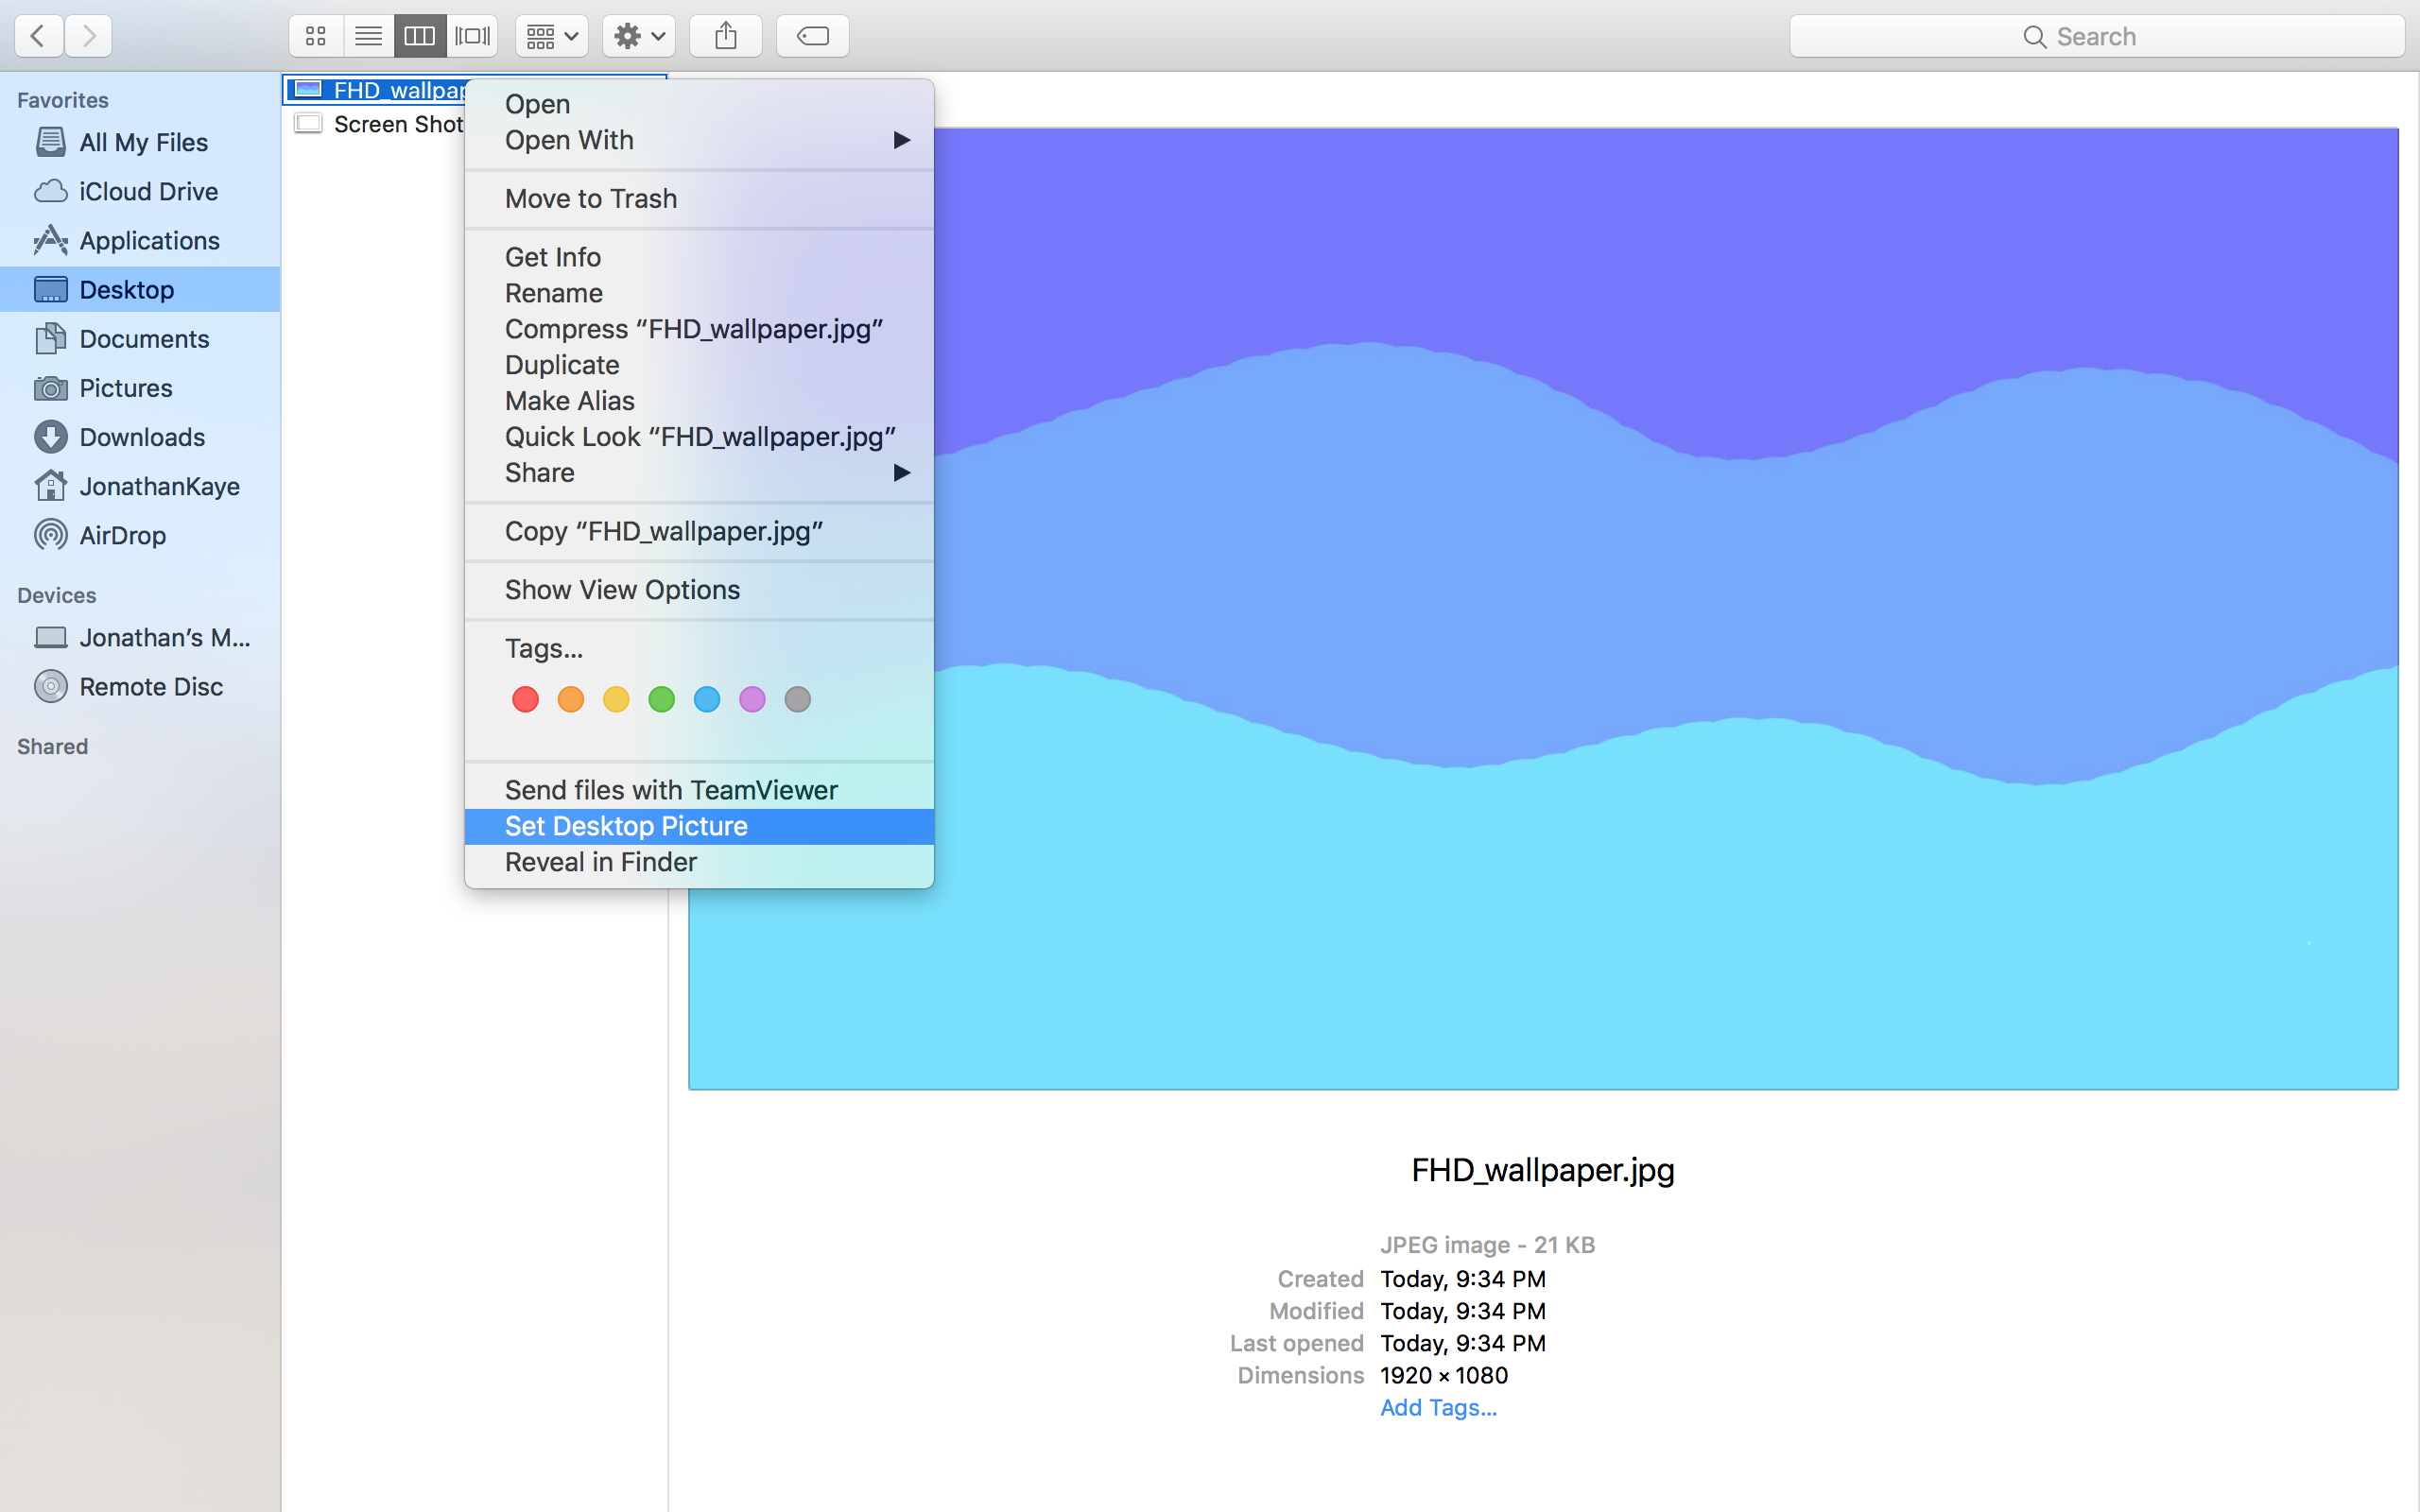 Search
Favorites
All My Files
iCloud Drive
Applications
Desktop
Documents
Pictures
Downloads
JonathanKaye
AirDrop
Devices
Jonathan’s M...
Remote Disc
Shared
FHD_wallpap
Screen Shot
Open
Open With
Move to Trash
Get Info
Rename
Compress “FHD_wallpaper.jpg”
Duplicate
Make Alias
Quick Look “FHD_wallpaper.jpg”
Share
Copy “FHD_wallpaper.jpg”
Show View Options
Tags...
Send files with TeamViewer
Set Desktop Picture
Reveal in Finder
FHD_wallpaper.jpg
JPEG image - 21 KB
Created Today, 9:34 PM
Modified Today, 9:34 PM
Last opened Today, 9:34 PM
Dimensions 1920 × 1080
Add Tags...